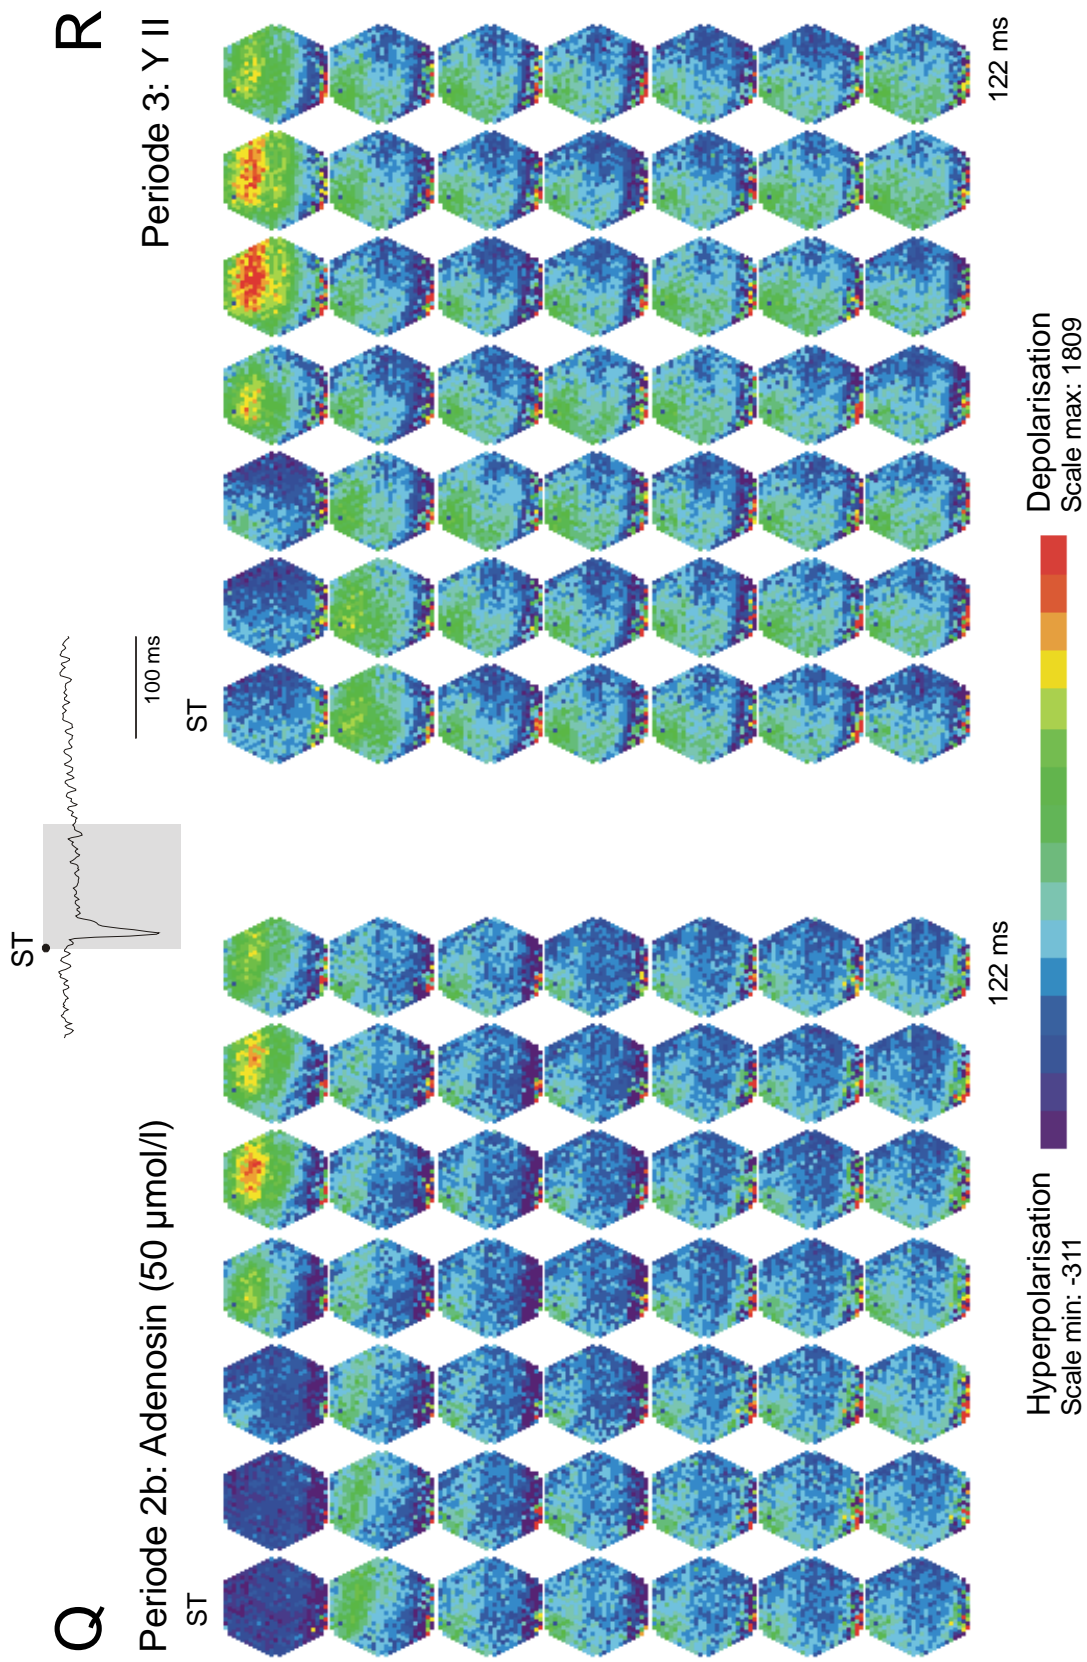 Q
Periode 2b: Adenosin (50 µmol/l)
ST
122 ms
ST
100 ms
R
Periode 3: Y II
ST
122 ms
Hyperpolarisation
Scale min: -311
Depolarisation
Scale max: 1809